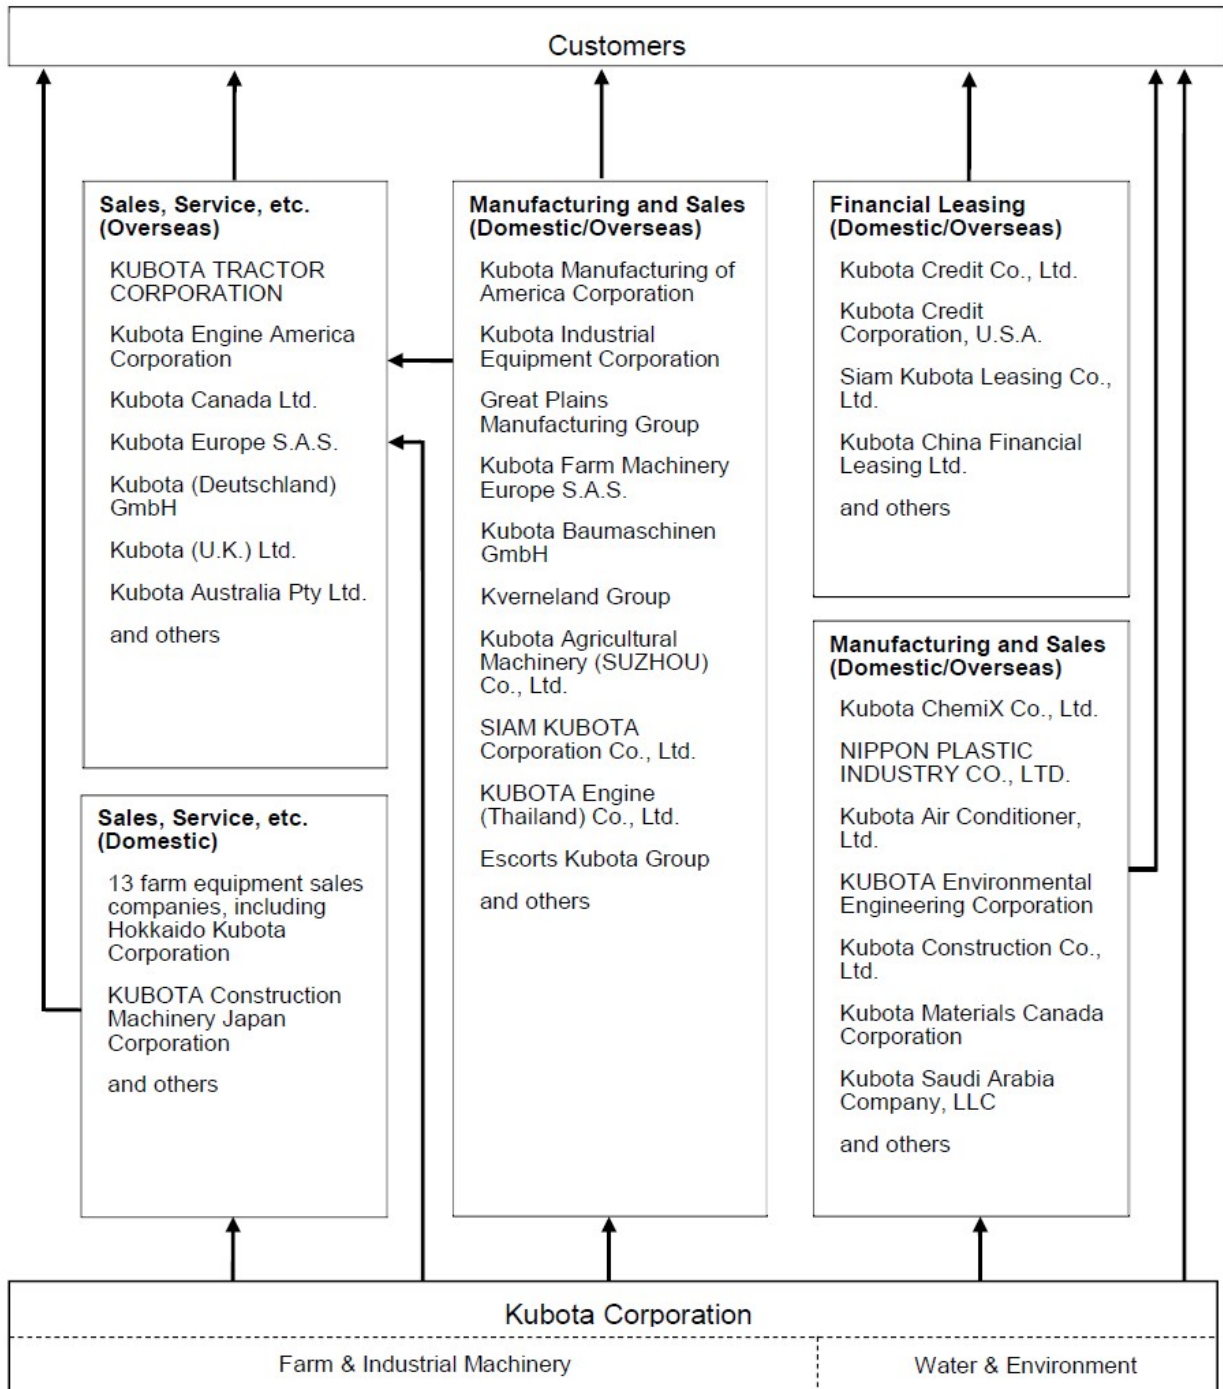 Customers
Sales, Service, etc.
(Overseas)
KUBOTA TRACTOR
CORPORATION
Kubota Engine America
Corporation
Kubota Canada Ltd.
Kubota Europe S.A.S.
Kubota (Deutschland)
GmbH
Kubota (U.K.) Ltd.
Kubota Australia Pty Ltd.
and others
Sales, Service, etc.
(Domestic)
13 farm equipment sales
companies, including
Hokkaido Kubota
Corporation
KUBOTA Construction
Machinery Japan
Corporation
and others
Manufacturing and Sales
(Domestic/Overseas)
Kubota Manufacturing of
America Corporation
Kubota Industrial
Equipment Corporation
Great Plains
Manufacturing Group
Kubota Farm Machinery
Europe S.A.S.
Kubota Baumaschinen
GmbH
Kverneland Group
Kubota Agricultural
Machinery (SUZHOU)
Co., Ltd.
SIAM KUBOTA
Corporation Co., Ltd.
KUBOTA Engine
(Thailand) Co., Ltd.
Escorts Kubota Group
and others
Financial Leasing
(Domestic/Overseas)
Kubota Credit Co., Ltd.
Kubota Credit
Corporation, U.S.A.
Siam Kubota Leasing Co.,
Ltd.
Kubota China Financial
Leasing Ltd.
and others
Manufacturing and Sales
(Domestic/Overseas)
Kubota ChemiX Co., Ltd.
NIPPON PLASTIC
INDUSTRY CO., LTD.
Kubota Air Conditioner,
Ltd.
KUBOTA Environmental
Engineering Corporation
Kubota Construction Co.,
Ltd.
Kubota Materials Canada
Corporation
Kubota Saudi Arabia
Company, LLC
and others
Kubota Corporation
Farm & Industrial Machinery
Water & Environment